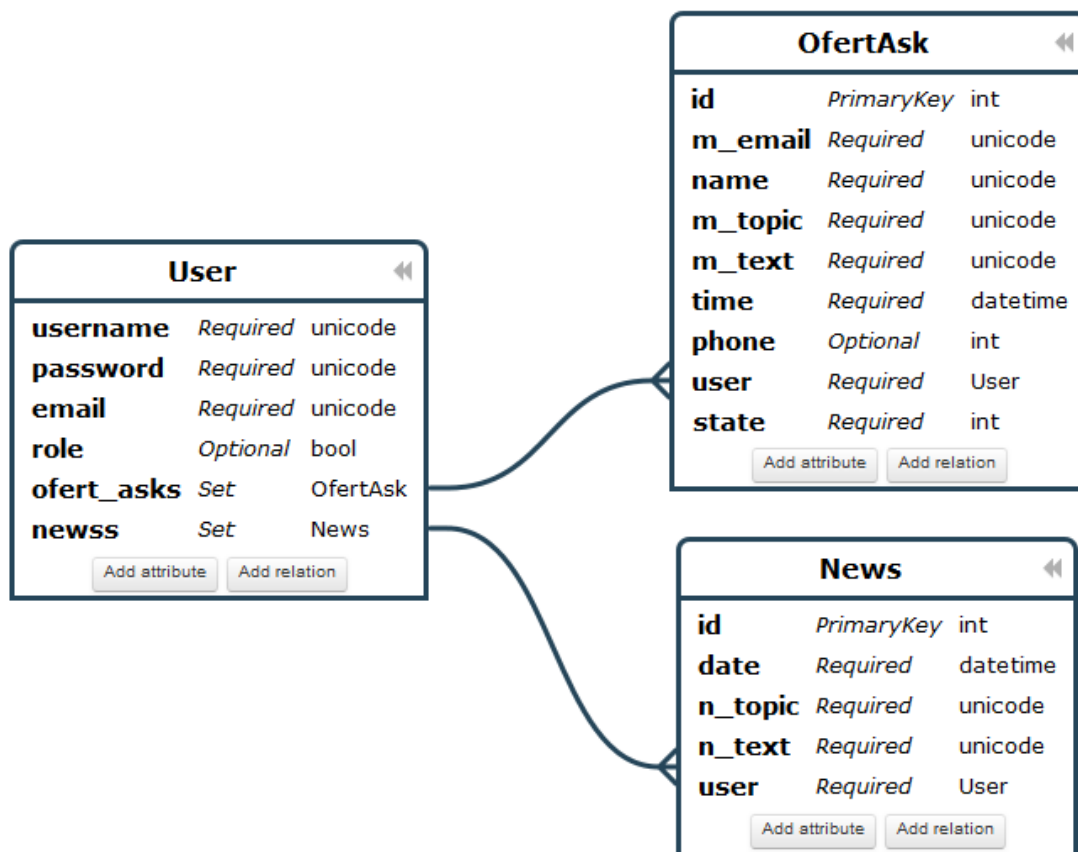 User
username Required unicode
password Required unicode
email Required unicode
role Optional bool
ofert_asks Set OfertAsk
newss Set News
Add attribute Add relation
OfertAsk
id PrimaryKey int
m_email Required unicode
name Required unicode
m_topic Required unicode
m_text Required unicode
time Required datetime
phone Optional int
user Required User
state Required int
Add attribute Add relation
News
id PrimaryKey int
date Required datetime
n_topic Required unicode
n_text Required unicode
user Required User
Add attribute Add relation